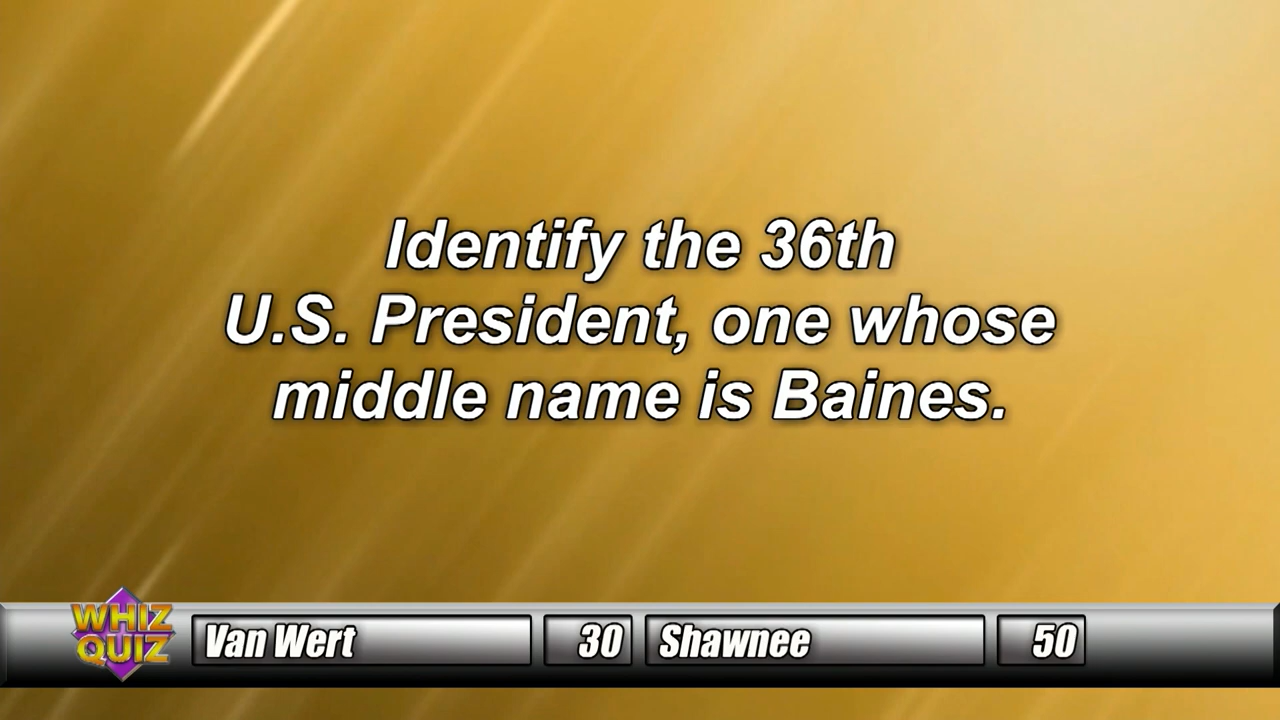 Identify the 36th
U.S. President, one whose
middle name is Baines.
WHIZ
QUIZ
Van Wert 30 Shawnee 50